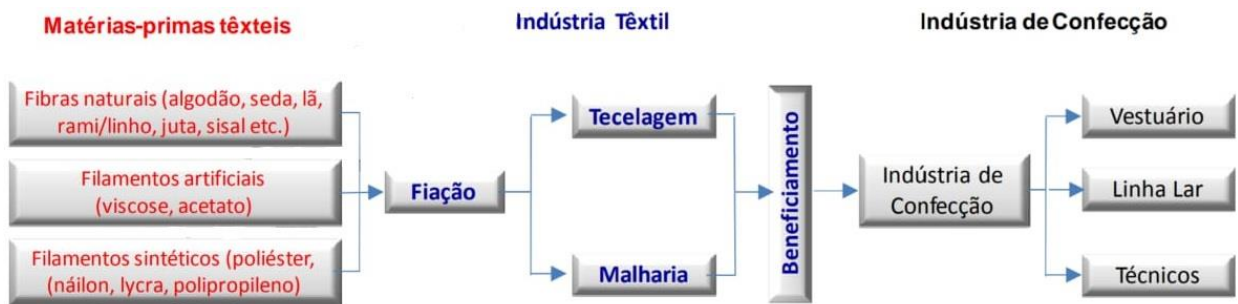 Matérias-primas têxteis
Indústria Têxtil
Indústria de Confecção
Fibras naturais (algodão, seda, lã,
rami/linho, juta, sisal etc.)
Filamentos artificiais
(viscose, acetato)
Filamentos sintéticos (poliéster,
(náilon, lycra, polipropileno)
Fiação
Tecelagem
Malharia
Beneficiamento
Indústria de
Confecção
Vestuário
Linha Lar
Técnicos